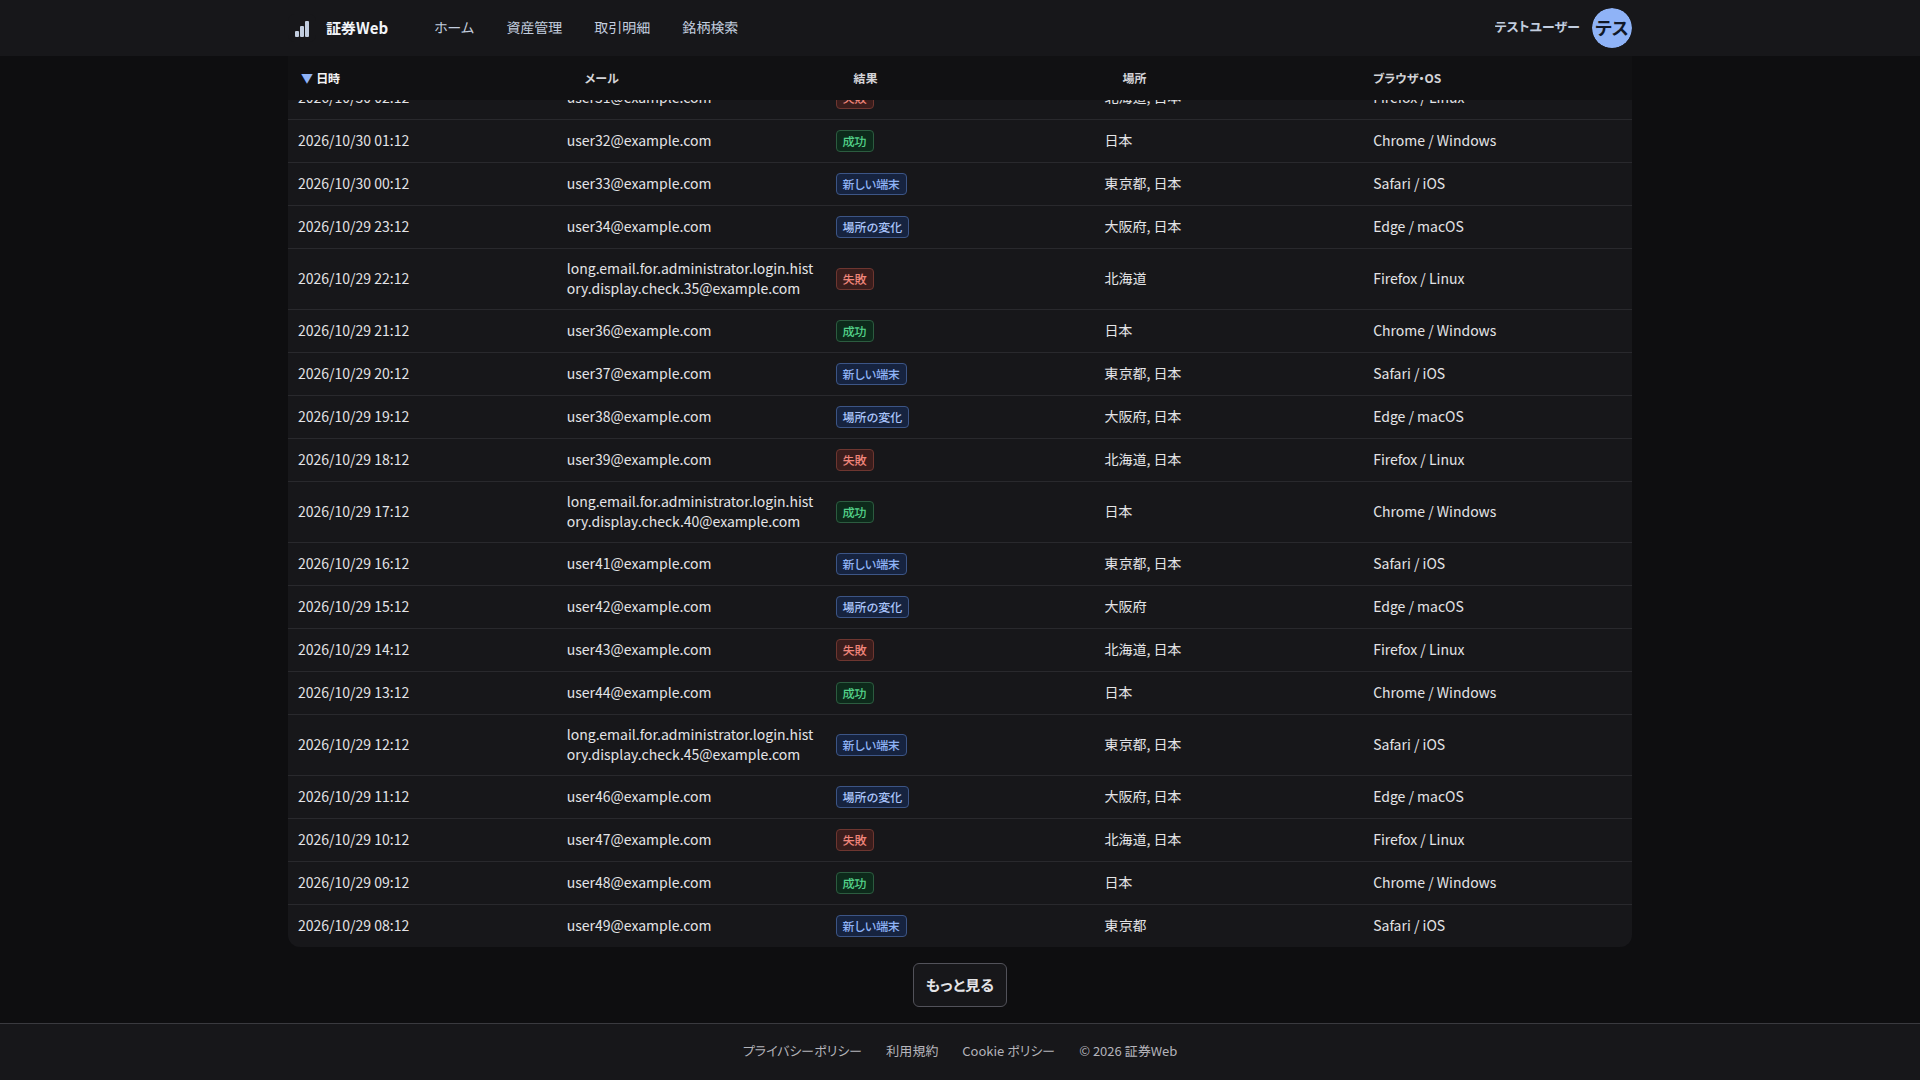 証券Web
ホーム 資産管理 取引明細 銘柄検索 テストユーザー テス
▼ 日時 メール 結果 場所 ブラウザ・OS
2026/10/30 02:12 user31@example.com 失敗 北海道, 日本 Firefox / Linux
2026/10/30 01:12 user32@example.com 成功 日本 Chrome / Windows
2026/10/30 00:12 user33@example.com 新しい端末 東京都, 日本 Safari / iOS
2026/10/29 23:12 user34@example.com 場所の変化 大阪府, 日本 Edge / macOS
2026/10/29 22:12 long.email.for.administrator.login.hist
ory.display.check.35@example.com 失敗 北海道 Firefox / Linux
2026/10/29 21:12 user36@example.com 成功 日本 Chrome / Windows
2026/10/29 20:12 user37@example.com 新しい端末 東京都, 日本 Safari / iOS
2026/10/29 19:12 user38@example.com 場所の変化 大阪府, 日本 Edge / macOS
2026/10/29 18:12 user39@example.com 失敗 北海道, 日本 Firefox / Linux
2026/10/29 17:12 long.email.for.administrator.login.hist
ory.display.check.40@example.com 成功 日本 Chrome / Windows
2026/10/29 16:12 user41@example.com 新しい端末 東京都, 日本 Safari / iOS
2026/10/29 15:12 user42@example.com 場所の変化 大阪府 Edge / macOS
2026/10/29 14:12 user43@example.com 失敗 北海道, 日本 Firefox / Linux
2026/10/29 13:12 user44@example.com 成功 日本 Chrome / Windows
2026/10/29 12:12 long.email.for.administrator.login.hist
ory.display.check.45@example.com 新しい端末 東京都, 日本 Safari / iOS
2026/10/29 11:12 user46@example.com 場所の変化 大阪府, 日本 Edge / macOS
2026/10/29 10:12 user47@example.com 失敗 北海道, 日本 Firefox / Linux
2026/10/29 09:12 user48@example.com 成功 日本 Chrome / Windows
2026/10/29 08:12 user49@example.com 新しい端末 東京都 Safari / iOS
もっと見る
プライバシーポリシー 利用規約 Cookie ポリシー © 2026 証券Web